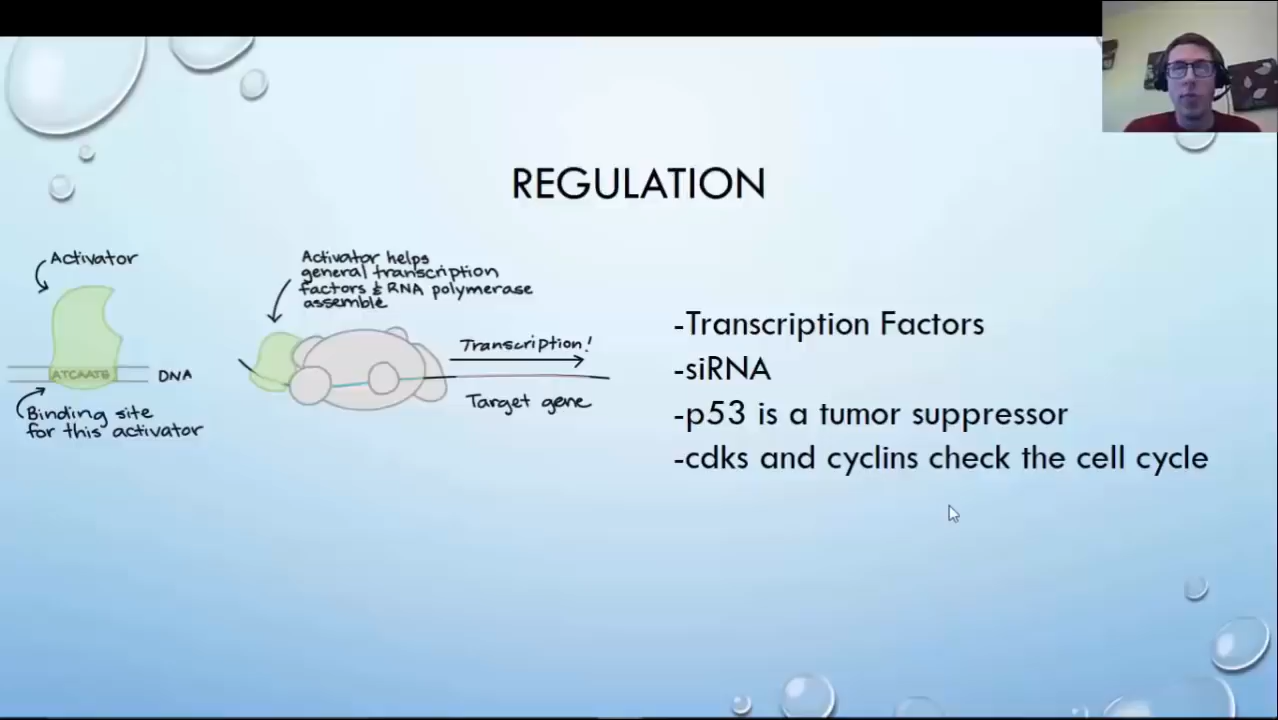 REGULATION
Activator
ATCAATG
DNA
Binding site
for this activator
Activator helps
general transcription
factors & RNA polymerase
assemble
Transcription!
Target gene
-Transcription Factors
-siRNA
-p53 is a tumor suppressor
-cdks and cyclins check the cell cycle